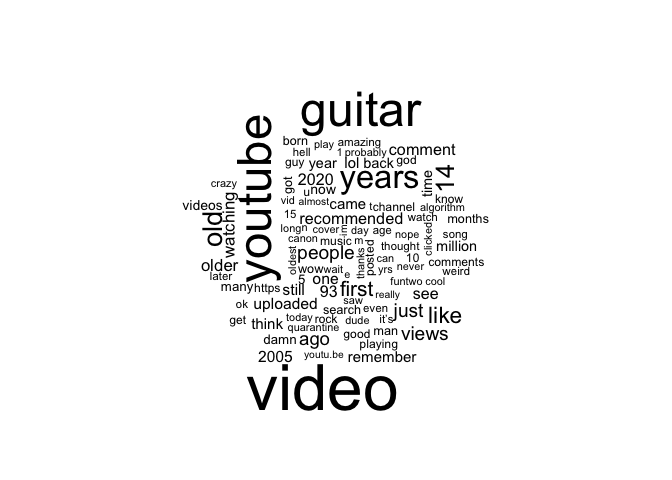 guitar
youtube
born play amazing
hell 1 probably comment
guy year lol back god
crazy got 2020 years time 14
u now
videos vid almost came t channel algorithm know
old watching 15 recommended watch months
longn cover day age nope song
canon music m clicked
oldest people thanks posted thought million
older wow wait can 10 comments
later e yrs never weird
5 one funtwo cool
many https still 93 first really see
ok uploaded saw
search even just like
get think today rock dude it's
quarantine good man views
damn ago playing
2005 youtu.be remember
video